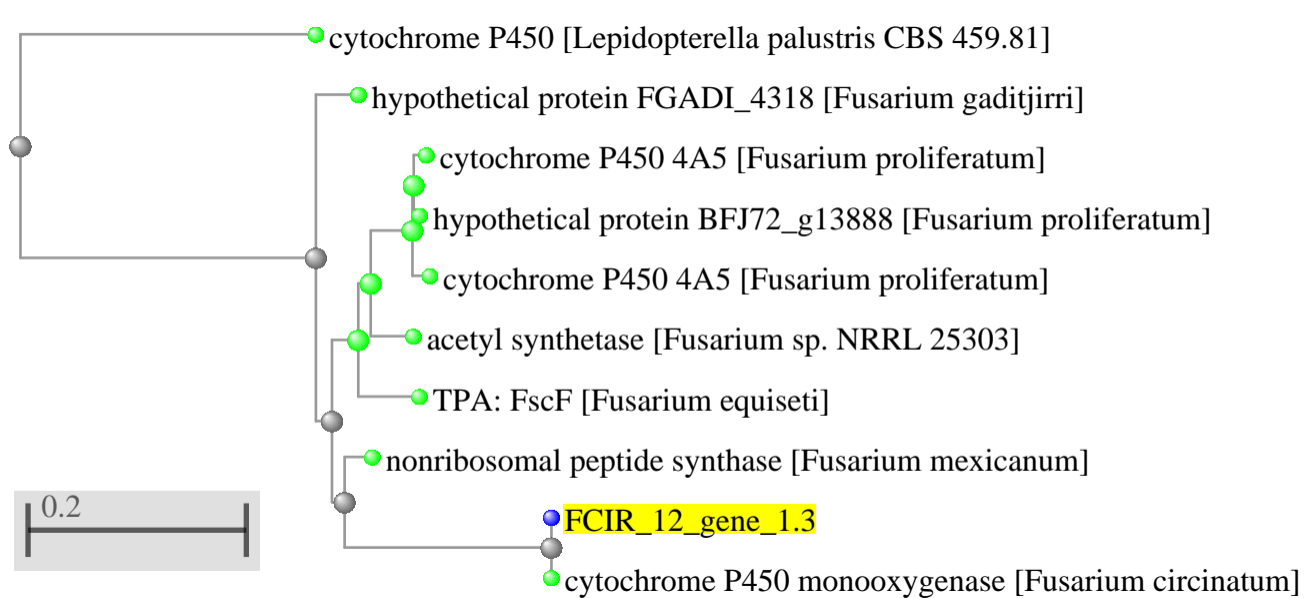 cytochrome P450 [Lepidopterella palustris CBS 459.81]
hypothetical protein FGADI_4318 [Fusarium gaditjirri]
cytochrome P450 4A5 [Fusarium proliferatum]
hypothetical protein BFJ72_g13888 [Fusarium proliferatum]
cytochrome P450 4A5 [Fusarium proliferatum]
acetyl synthetase [Fusarium sp. NRRL 25303]
TPA: FscF [Fusarium equiseti]
nonribosomal peptide synthase [Fusarium mexicanum]
0.2
FCIR_12_gene_1.3
cytochrome P450 monooxygenase [Fusarium circinatum]